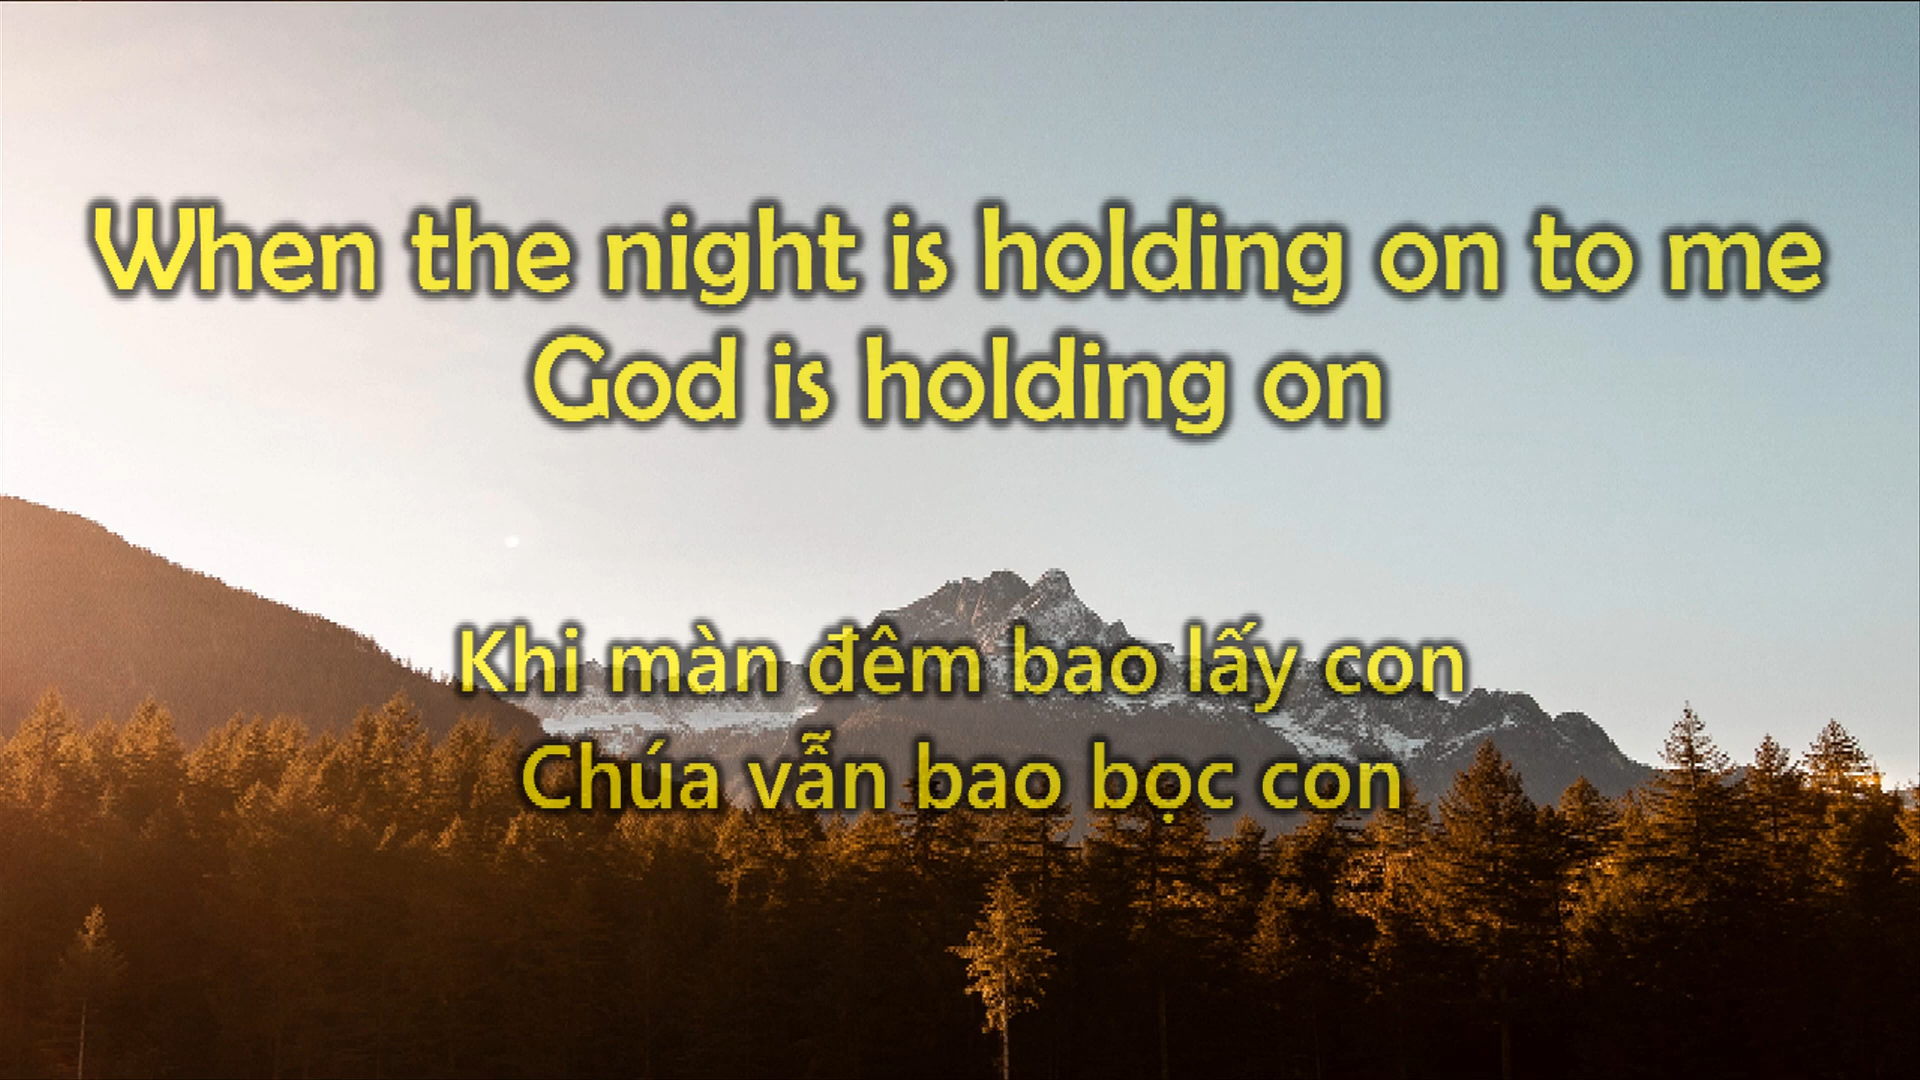 When the night is holding on to me
God is holding on
Khi màn đêm bao lấy con
Chúa vẫn bao bọc con